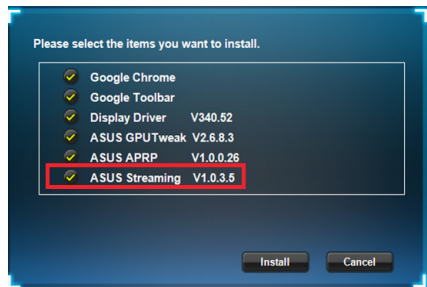 Please select the items you want to install.
Google Chrome
Google Toolbar
Display Driver V340.52
ASUS GPUTweak V2.6.8.3
ASUS APRP V1.0.0.26
ASUS Streaming V1.0.3.5
Install Cancel